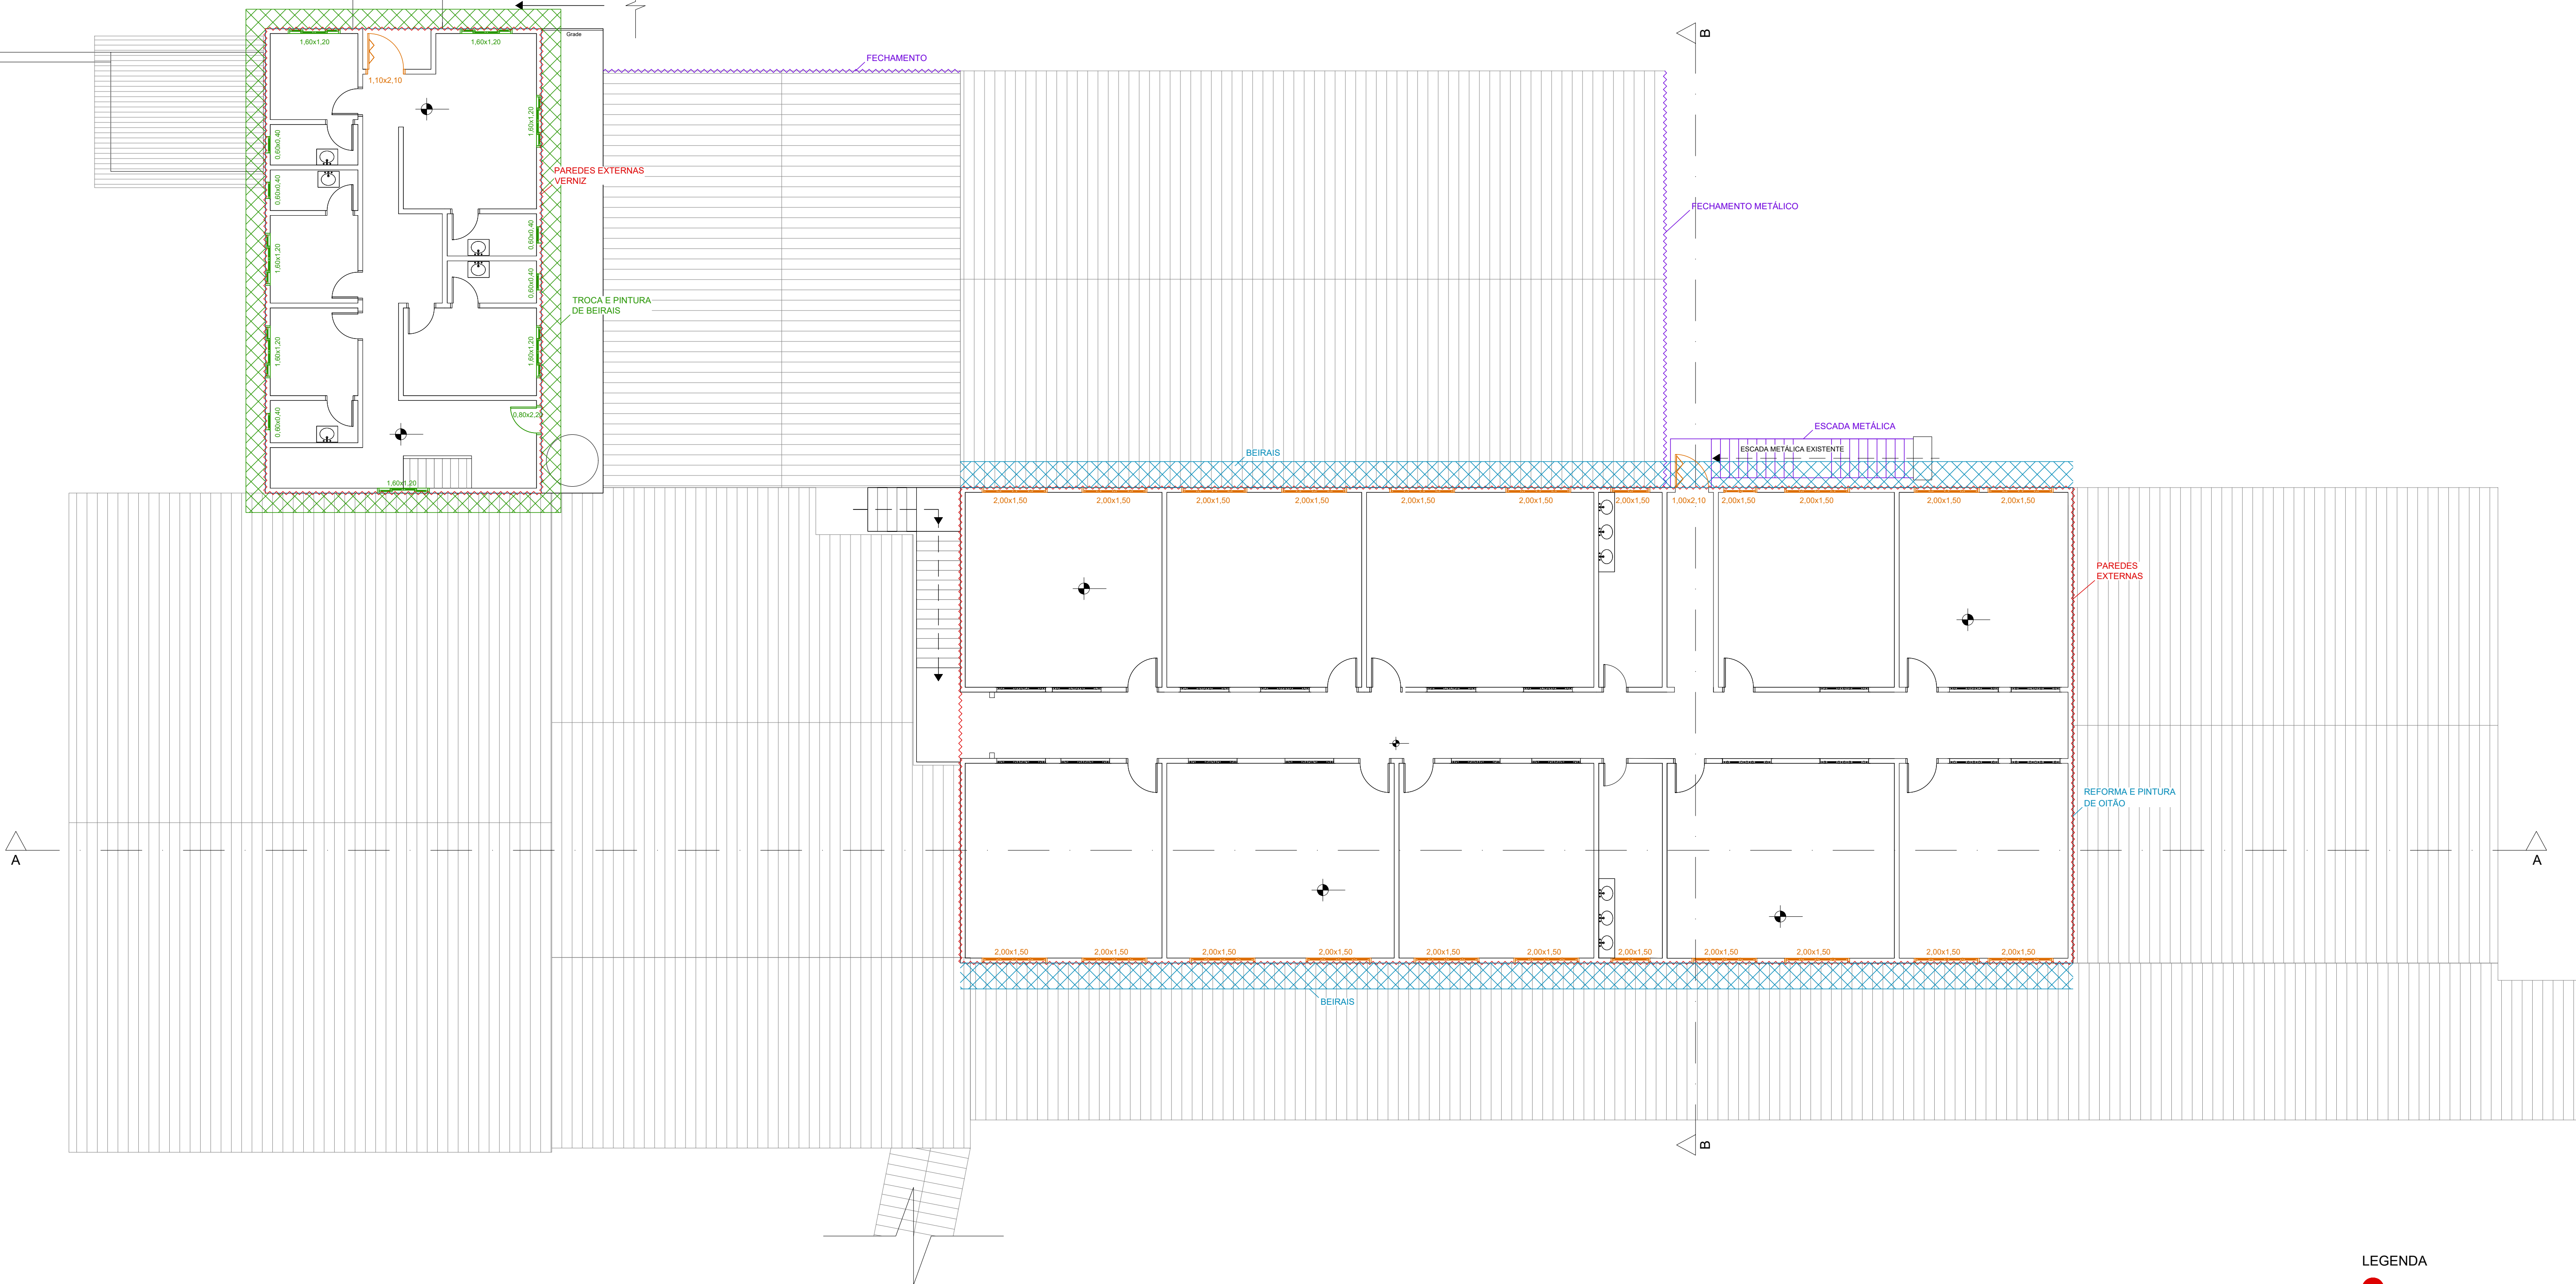 Grade
1,60x1,20
1,60x1,20
FECHAMENTO
1,10x2,10
B
1,60x1,20
0,60x0,40
PAREDES EXTERNAS
VERNIZ
0,60x0,40
FECHAMENTO METÁLICO
0,60x0,40
1,60x1,20
0,60x0,40
TROCA E PINTURA
DE BEIRAIS
1,60x1,20
1,60x1,20
0,80x2,2
0,60x0,40
ESCADA METÁLICA
ESCADA METÁLICA EXISTENTE
BEIRAIS
1,60x1,20
2,00x1,50
2,00x1,50
2,00x1,50
2,00x1,50
2,00x1,50
2,00x1,50
2,00x1,50
1,00x2,10
2,00x1,50
2,00x1,50
2,00x1,50
2,00x1,50
PAREDES
EXTERNAS
REFORMA E PINTURA
DE OITÃO
A
A
2,00x1,50
2,00x1,50
2,00x1,50
2,00x1,50
2,00x1,50
2,00x1,50
2,00x1,50
2,00x1,50
2,00x1,50
2,00x1,50
2,00x1,50
BEIRAIS
B
LEGENDA